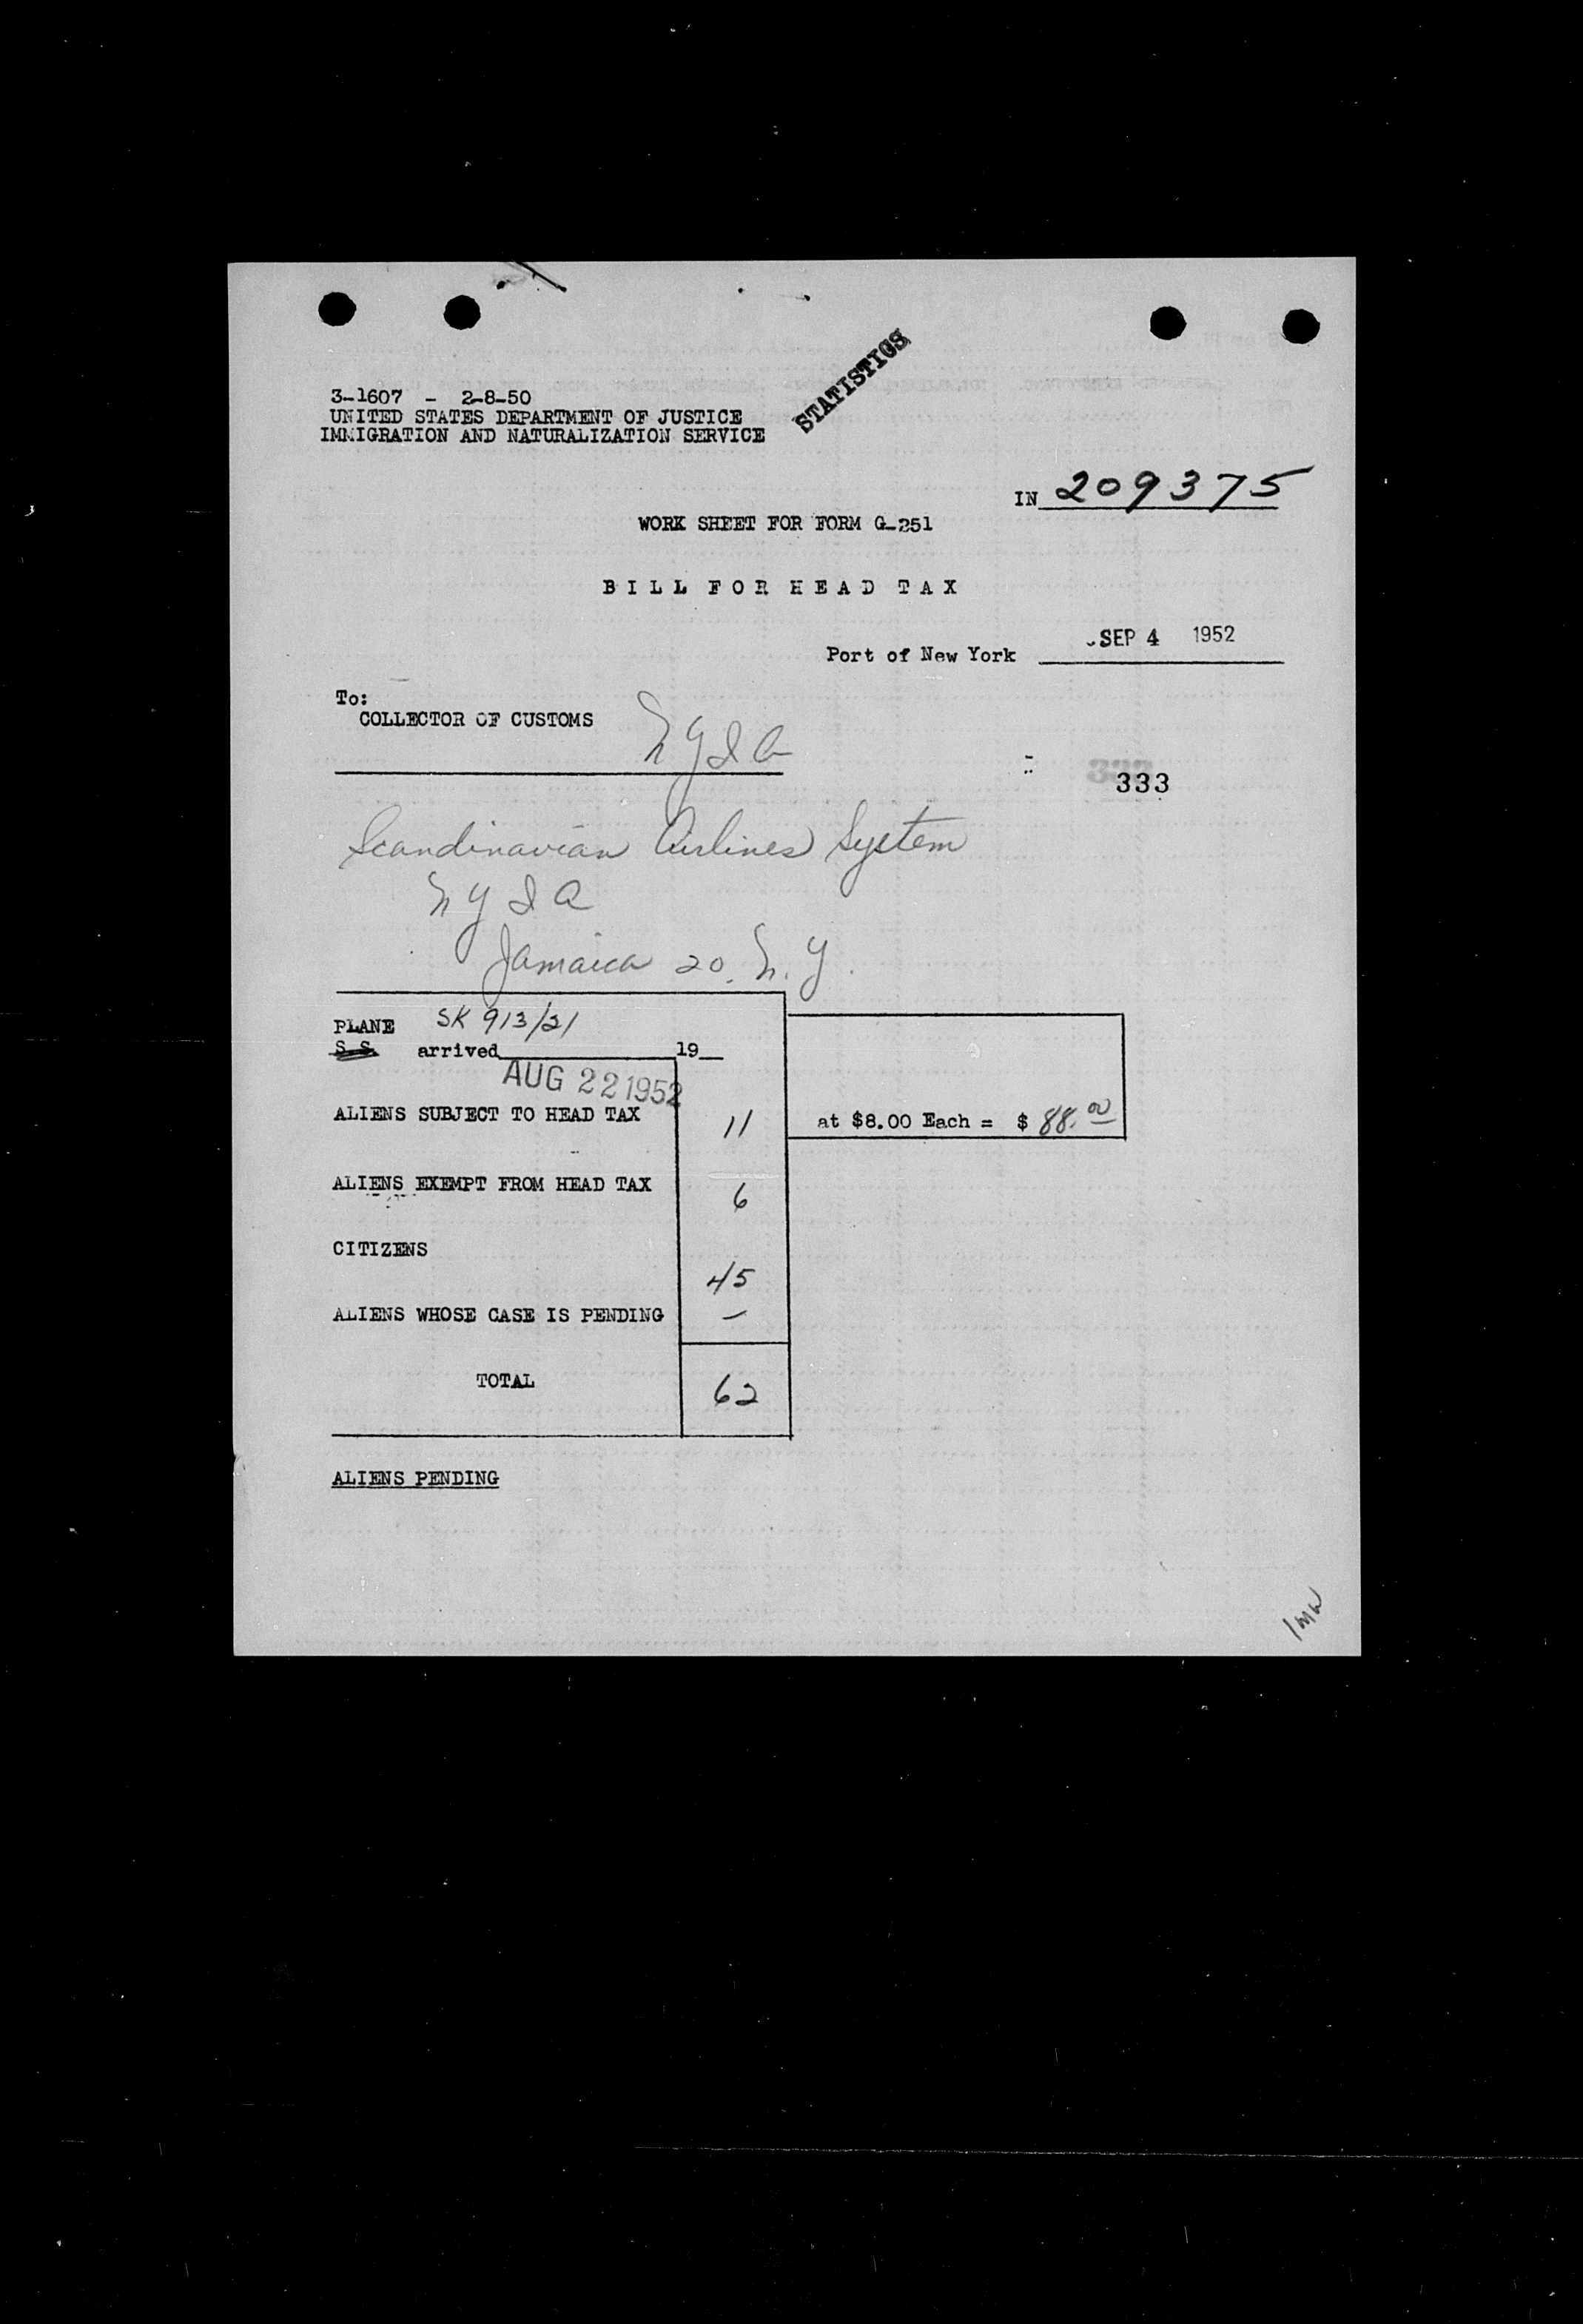 STATISTICS
3-1607 - 2-8-50
UNITED STATES DEPARTMENT OF JUSTICE
IMMIGRATION AND NATURALIZATION SERVICE
IN 209375
WORK SHEET FOR FORM G-251
BILL FOR HEAD TAX
Port of New York SEP 4 1952
To:
COLLECTOR OF CUSTOMS
NYIA
333
Scandinavian Airlines System
NYIA
Jamaica 20, N.Y.
PLANE SK 913/21
S.S. arrived 19
AUG 22 1952
ALIENS SUBJECT TO HEAD TAX 11 at $8.00 Each = $ 88.00
ALIENS EXEMPT FROM HEAD TAX 6
CITIZENS 45
ALIENS WHOSE CASE IS PENDING —
TOTAL 62
ALIENS PENDING